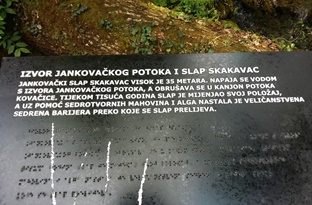 IZVOR JANKOVAČKOG POTOKA I SLAP SKAKAVAC
JANKOVAČKI SLAP SKAKAVAC VISOK JE 35 METARA. NAPAJA SE VODOM
S IZVORA JANKOVAČKOG POTOKA, A OBRUŠAVA SE U KANJON POTOKA
KOVAČICE. TIJEKOM TISUĆA GODINA SLAP JE MIJENJAO SVOJ POLOŽAJ,
A UZ POMOĆ SEDROTVORNIH MAHOVINA I ALGA NASTALA JE VELIČANSTVENA
SEDRENA BARIJERA PREKO KOJE SE SLAP PRELIJEVA.